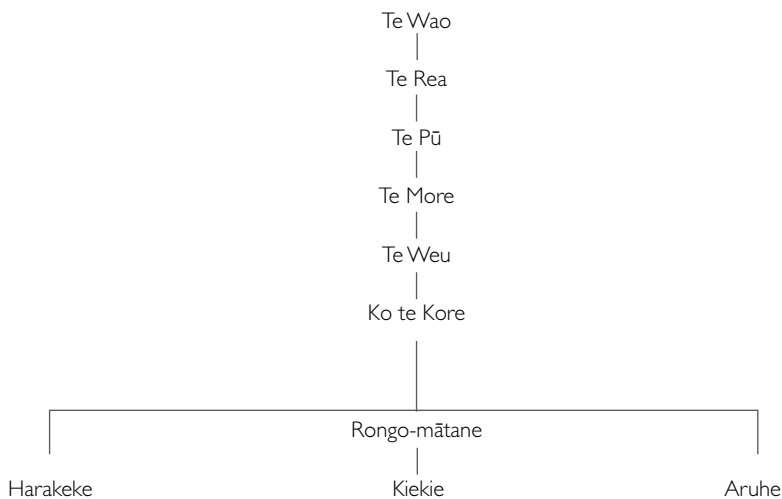 Te Wao
Te Rea
Te Pū
Te More
Te Weu
Ko te Kore
Rongo-mātane
Harakeke Kiekie Aruhe